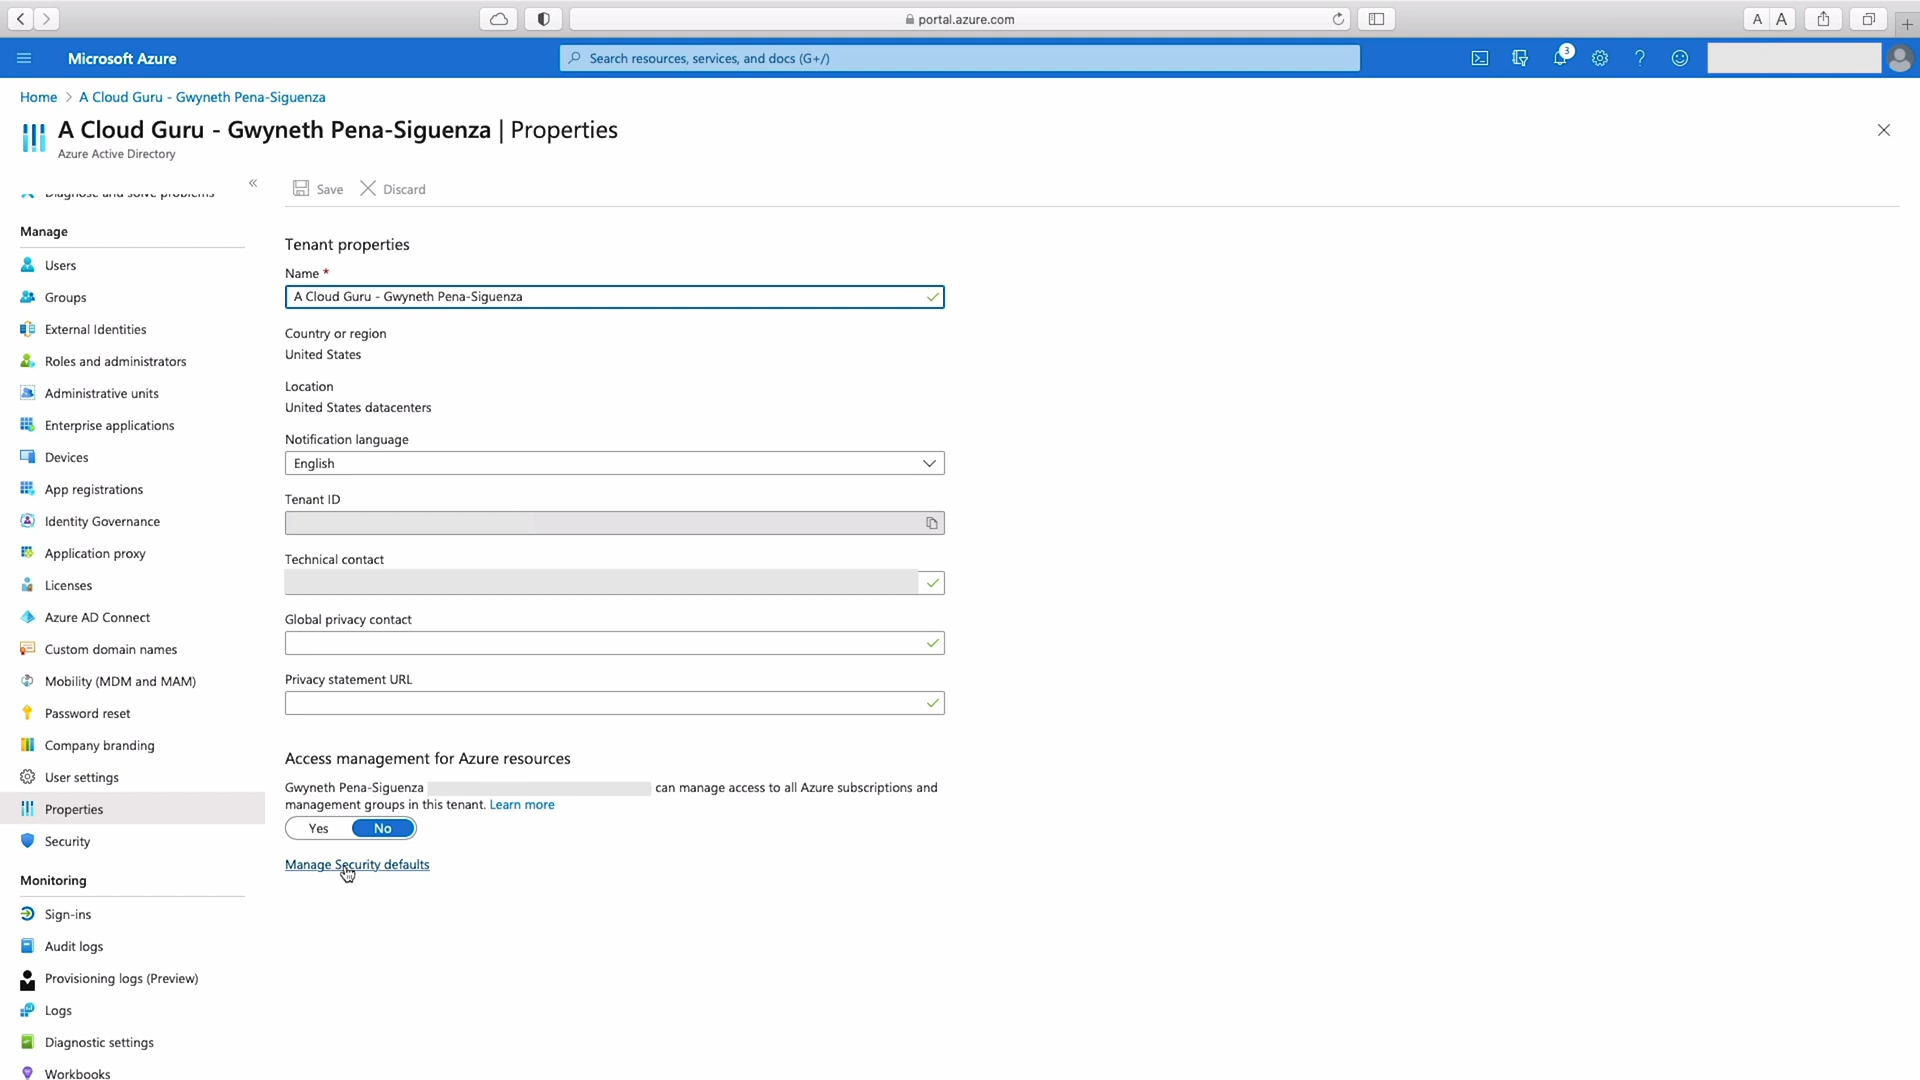 portal.azure.com
A A
Microsoft Azure
Search resources, services, and docs (G+/)
3
Home > A Cloud Guru - Gwyneth Pena-Siguenza
A Cloud Guru - Gwyneth Pena-Siguenza | Properties
Azure Active Directory
Diagnose and solve problems
Manage
Users
Groups
External Identities
Roles and administrators
Administrative units
Enterprise applications
Devices
App registrations
Identity Governance
Application proxy
Licenses
Azure AD Connect
Custom domain names
Mobility (MDM and MAM)
Password reset
Company branding
User settings
Properties
Security
Monitoring
Sign-ins
Audit logs
Provisioning logs (Preview)
Logs
Diagnostic settings
Workbooks
Save Discard
Tenant properties
Name *
A Cloud Guru - Gwyneth Pena-Siguenza
Country or region
United States
Location
United States datacenters
Notification language
English
Tenant ID
Technical contact
Global privacy contact
Privacy statement URL
Access management for Azure resources
Gwyneth Pena-Siguenza can manage access to all Azure subscriptions and
management groups in this tenant. Learn more
Yes No
Manage Security defaults